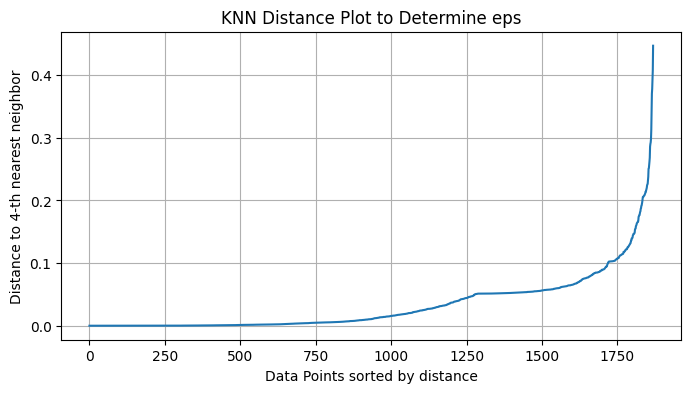 KNN Distance Plot to Determine eps
Distance to 4-th nearest neighbor
0.4
0.3
0.2
0.1
0.0
0 250 500 750 1000 1250 1500 1750
Data Points sorted by distance